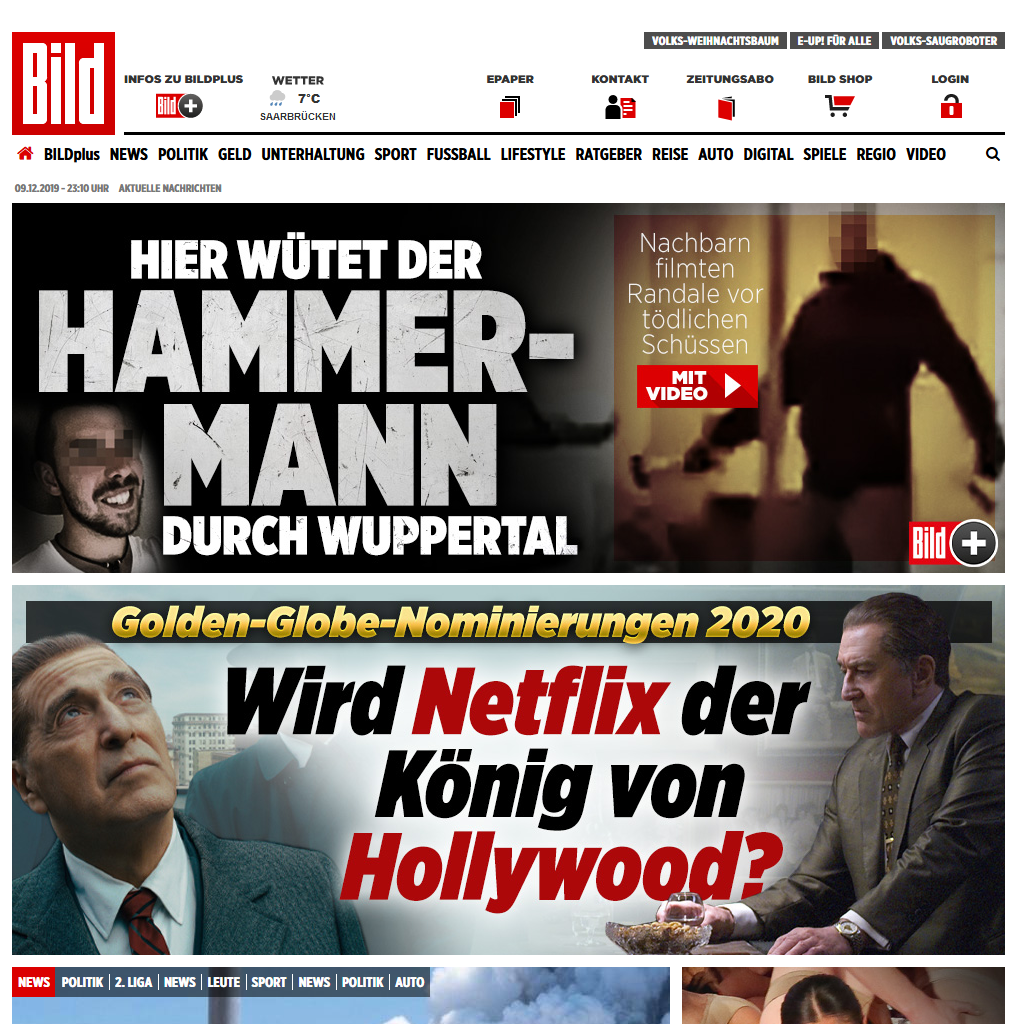 VOLKS-WEIHNACHTSBAUM E-UP! FÜR ALLE VOLKS-SAUGROBOTER
Bild
INFOS ZU BILDPLUS
Bild +
WETTER
7°C
SAARBRÜCKEN
EPAPER
KONTAKT
ZEITUNGSABO
BILD SHOP
LOGIN
BILDplus NEWS POLITIK GELD UNTERHALTUNG SPORT FUSSBALL LIFESTYLE RATGEBER REISE AUTO DIGITAL SPIELE REGIO VIDEO
09.12.2019 - 23:10 UHR AKTUELLE NACHRICHTEN
HIER WÜTET DER
HAMMER-
MANN
DURCH WUPPERTAL
Nachbarn
filmten
Randale vor
tödlichen
Schüssen
MIT
VIDEO
Bild +
Golden-Globe-Nominierungen 2020
Wird Netflix der
König von
Hollywood?
NEWS POLITIK 2. LIGA NEWS LEUTE SPORT NEWS POLITIK AUTO